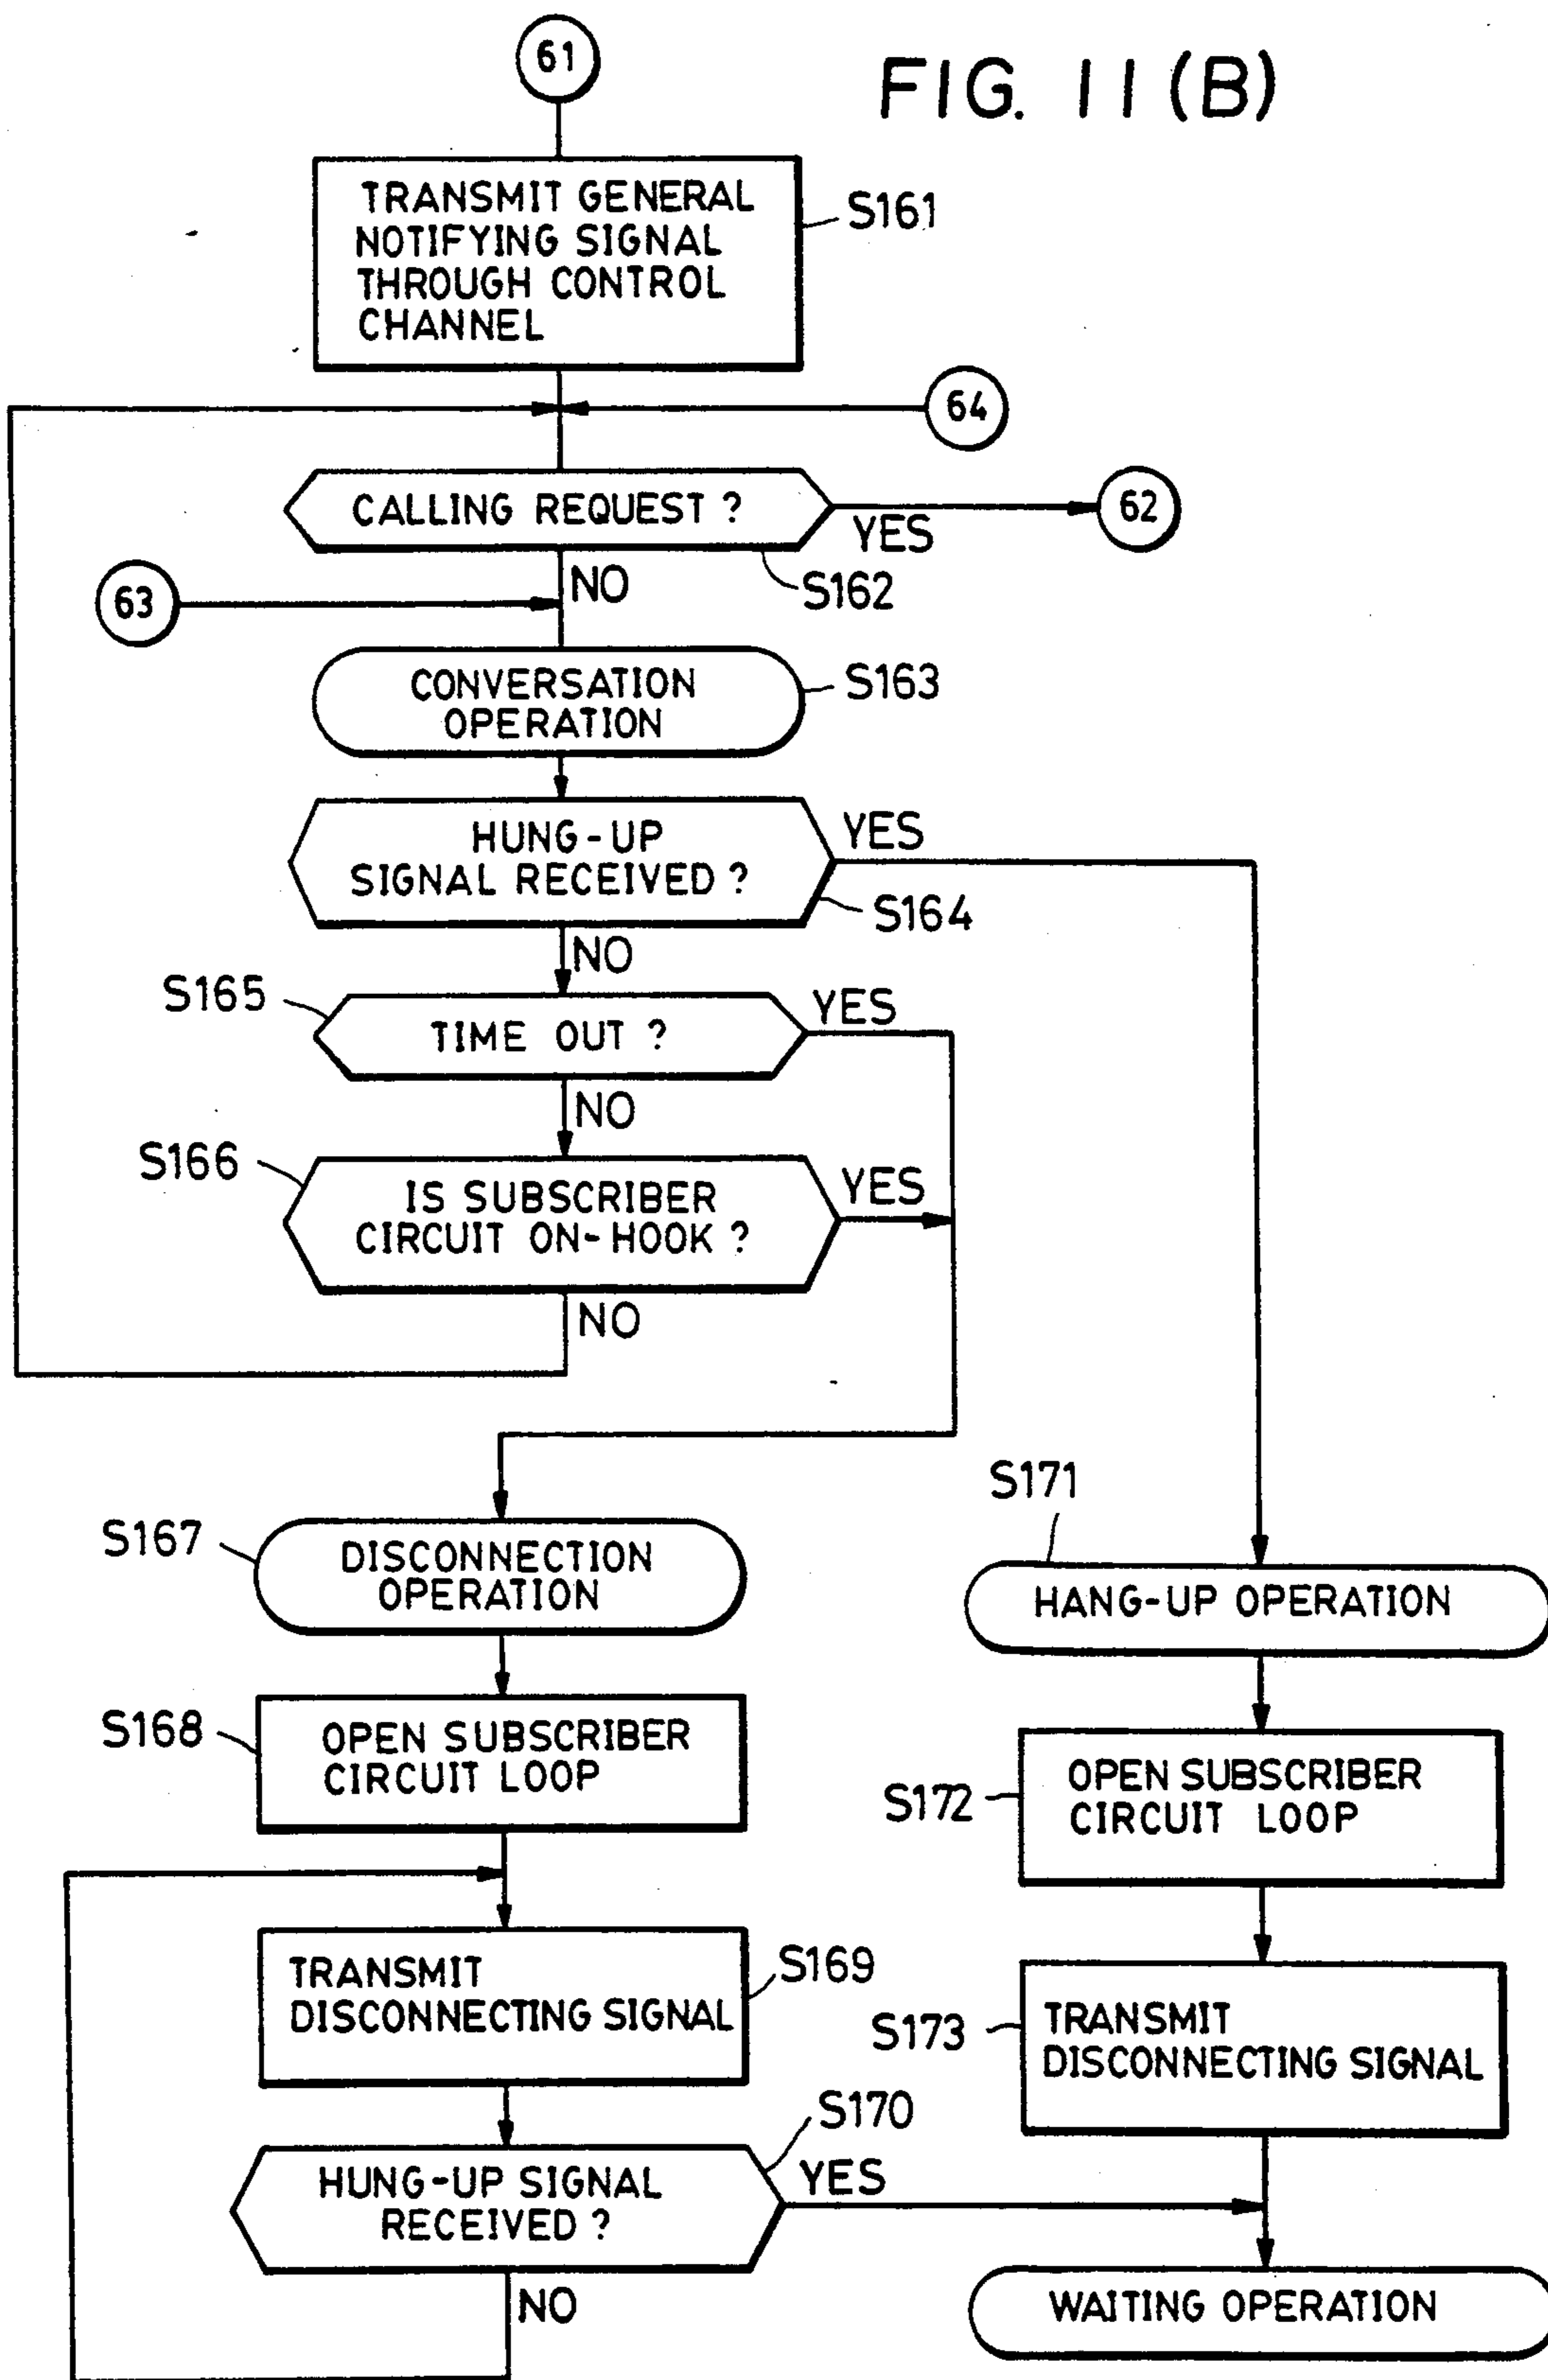 61
FIG. 11 (B)
TRANSMIT GENERAL
NOTIFYING SIGNAL
THROUGH CONTROL
CHANNEL
S161
64
CALLING REQUEST ?
YES
62
S162
NO
63
CONVERSATION
OPERATION
S163
HUNG-UP
SIGNAL RECEIVED ?
YES
S164
NO
S165
TIME OUT ?
YES
NO
S166
IS SUBSCRIBER
CIRCUIT ON-HOOK ?
YES
NO
S167
DISCONNECTION
OPERATION
S171
HANG-UP OPERATION
S168
OPEN SUBSCRIBER
CIRCUIT LOOP
S172
OPEN SUBSCRIBER
CIRCUIT LOOP
TRANSMIT
DISCONNECTING SIGNAL
S169
S173
TRANSMIT
DISCONNECTING SIGNAL
S170
HUNG-UP SIGNAL
RECEIVED ?
YES
NO
WAITING OPERATION